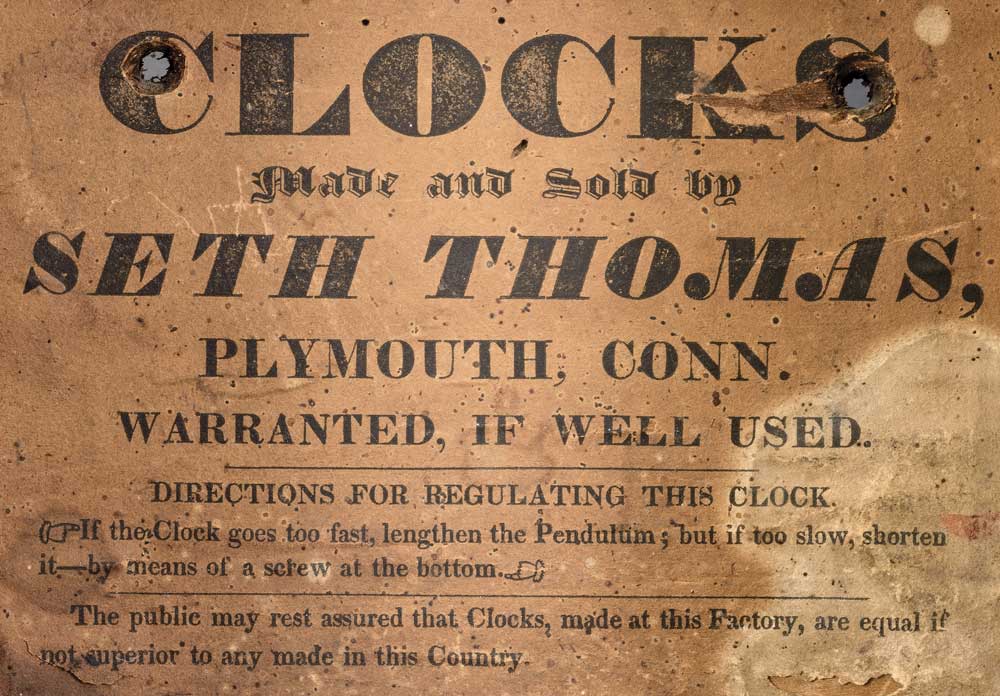 CLOCKS
Made and Sold by
SETH THOMAS,
PLYMOUTH, CONN.
WARRANTED, IF WELL USED.
DIRECTIONS FOR REGULATING THIS CLOCK.
☞If the Clock goes too fast, lengthen the Pendulum; but if too slow, shorten
it—by means of a screw at the bottom.☜
The public may rest assured that Clocks, made at this Factory, are equal if
not superior to any made in this Country.